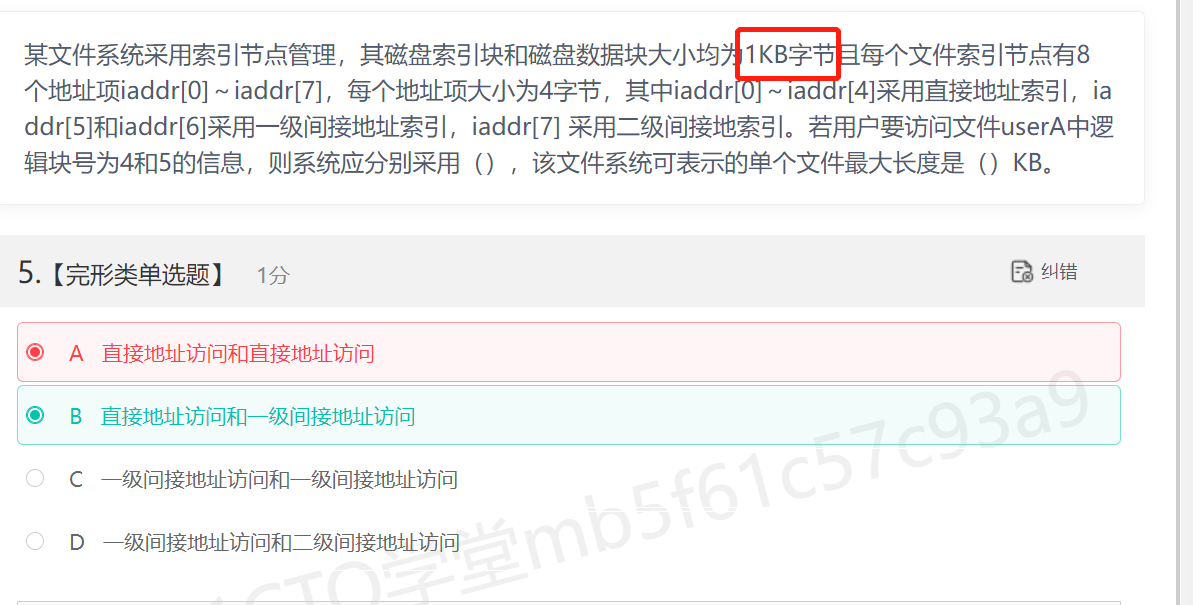 某文件系统采用索引节点管理，其磁盘索引块和磁盘数据块大小均为1KB字节且每个文件索引节点有8
个地址项iaddr[0]～iaddr[7]，每个地址项大小为4字节，其中iaddr[0]～iaddr[4]采用直接地址索引，ia
ddr[5]和iaddr[6]采用一级间接地址索引，iaddr[7] 采用二级间接地索引。若用户要访问文件userA中逻
辑块号为4和5的信息，则系统应分别采用（），该文件系统可表示的单个文件最大长度是（）KB。
5.【完形类单选题】 1分 纠错
A 直接地址访问和直接地址访问
B 直接地址访问和一级间接地址访问
C 一级问接地址访问和一级间接地址访问
D 一级间接地址访问和二级间接地址访问
CTO学堂mb5f61c57c93a9